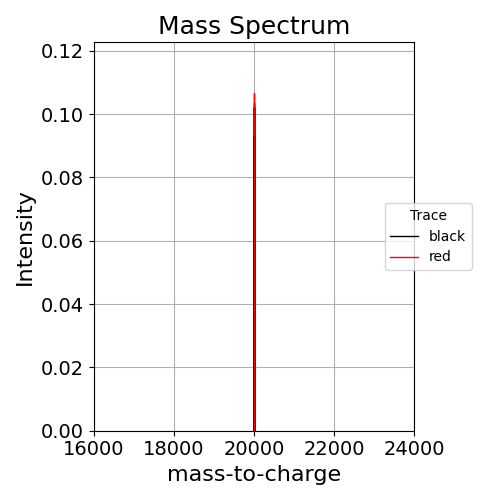 Mass Spectrum
0.12
0.10
0.08
0.06
0.04
0.02
0.00
Intensity
16000 18000 20000 22000 24000
mass-to-charge
Trace
black
red